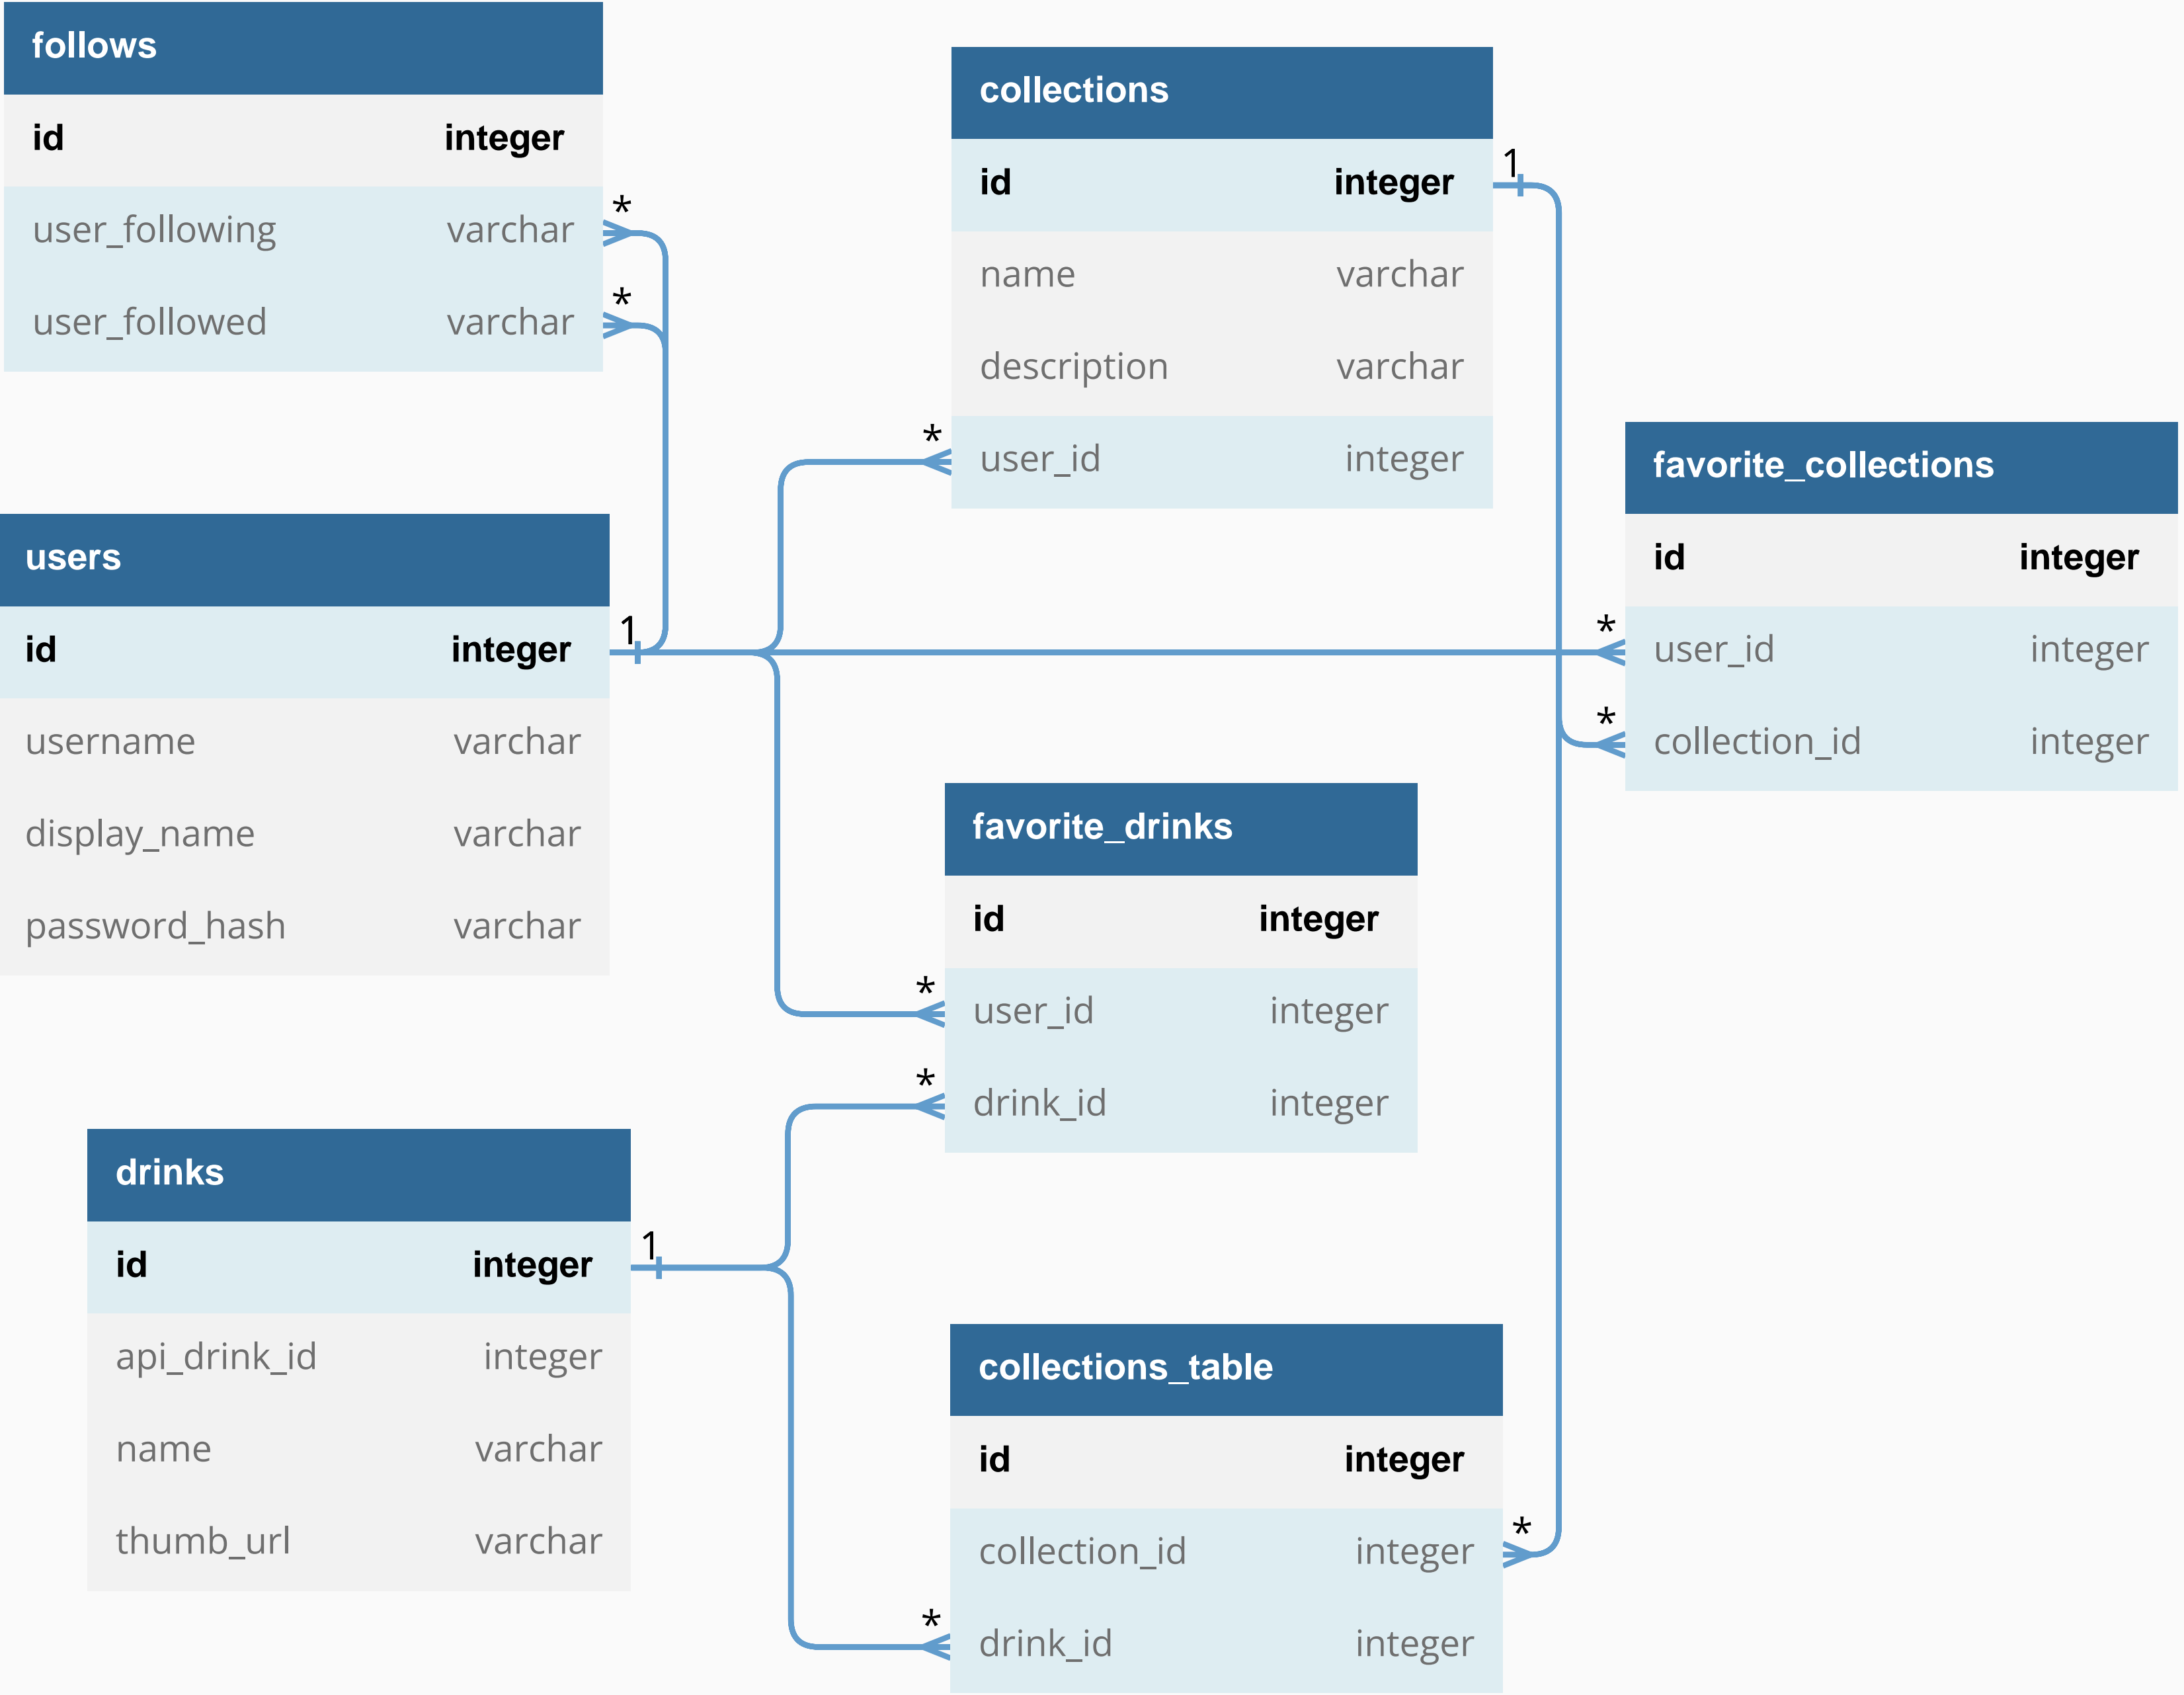 follows
id integer
user_following varchar *
user_followed varchar *
users
id integer 1
username varchar
display_name varchar
password_hash varchar
drinks
id integer 1
api_drink_id integer
name varchar
thumb_url varchar
collections
id integer 1
name varchar
description varchar
* user_id integer
favorite_drinks
id integer
* user_id integer
* drink_id integer
collections_table
id integer
collection_id integer *
* drink_id integer
favorite_collections
id integer
* user_id integer
* collection_id integer